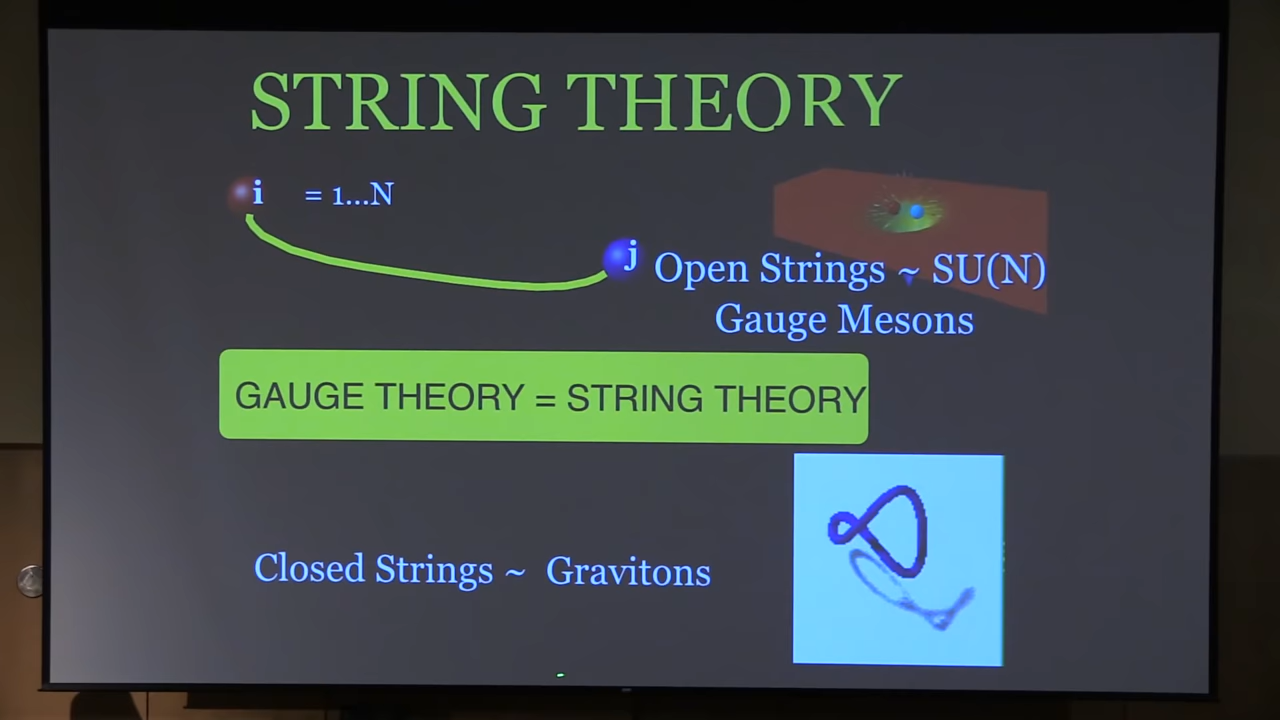 STRING THEORY
i = 1...N
j
Open Strings ~ SU(N)
Gauge Mesons
GAUGE THEORY = STRING THEORY
Closed Strings ~ Gravitons